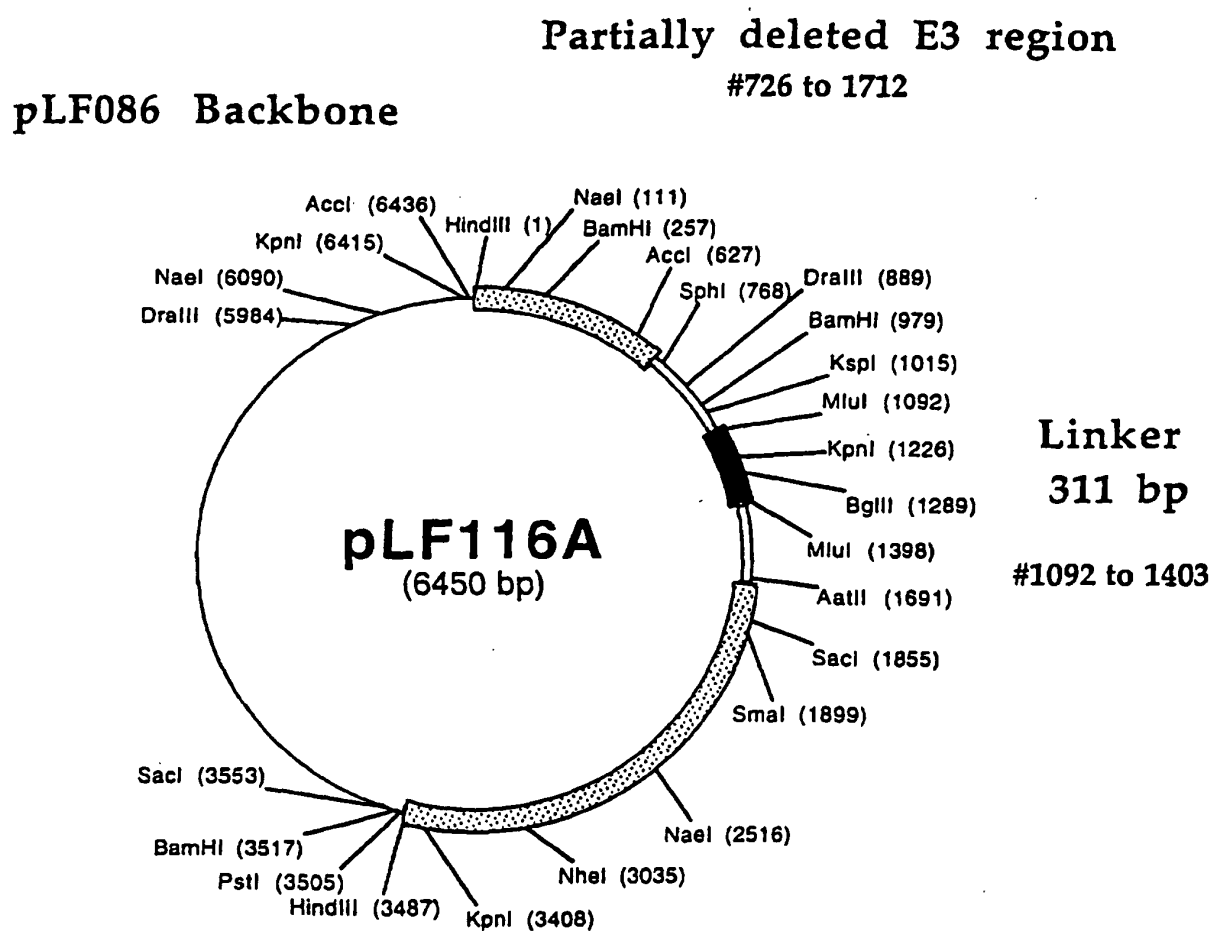 Partially deleted E3 region
#726 to 1712
pLF086 Backbone
AccI (6436)
KpnI (6415)
NaeI (6090)
DraIII (5984)
HindIII (1)
NaeI (111)
BamHI (257)
AccI (627)
SphI (768)
DraIII (889)
BamHI (979)
KspI (1015)
MluI (1092)
KpnI (1226)
BglII (1289)
MluI (1398)
AatII (1691)
SacI (1855)
SmaI (1899)
NaeI (2516)
NheI (3035)
KpnI (3408)
HindIII (3487)
PstI (3505)
BamHI (3517)
SacI (3553)
pLF116A
(6450 bp)
Linker
311 bp
#1092 to 1403